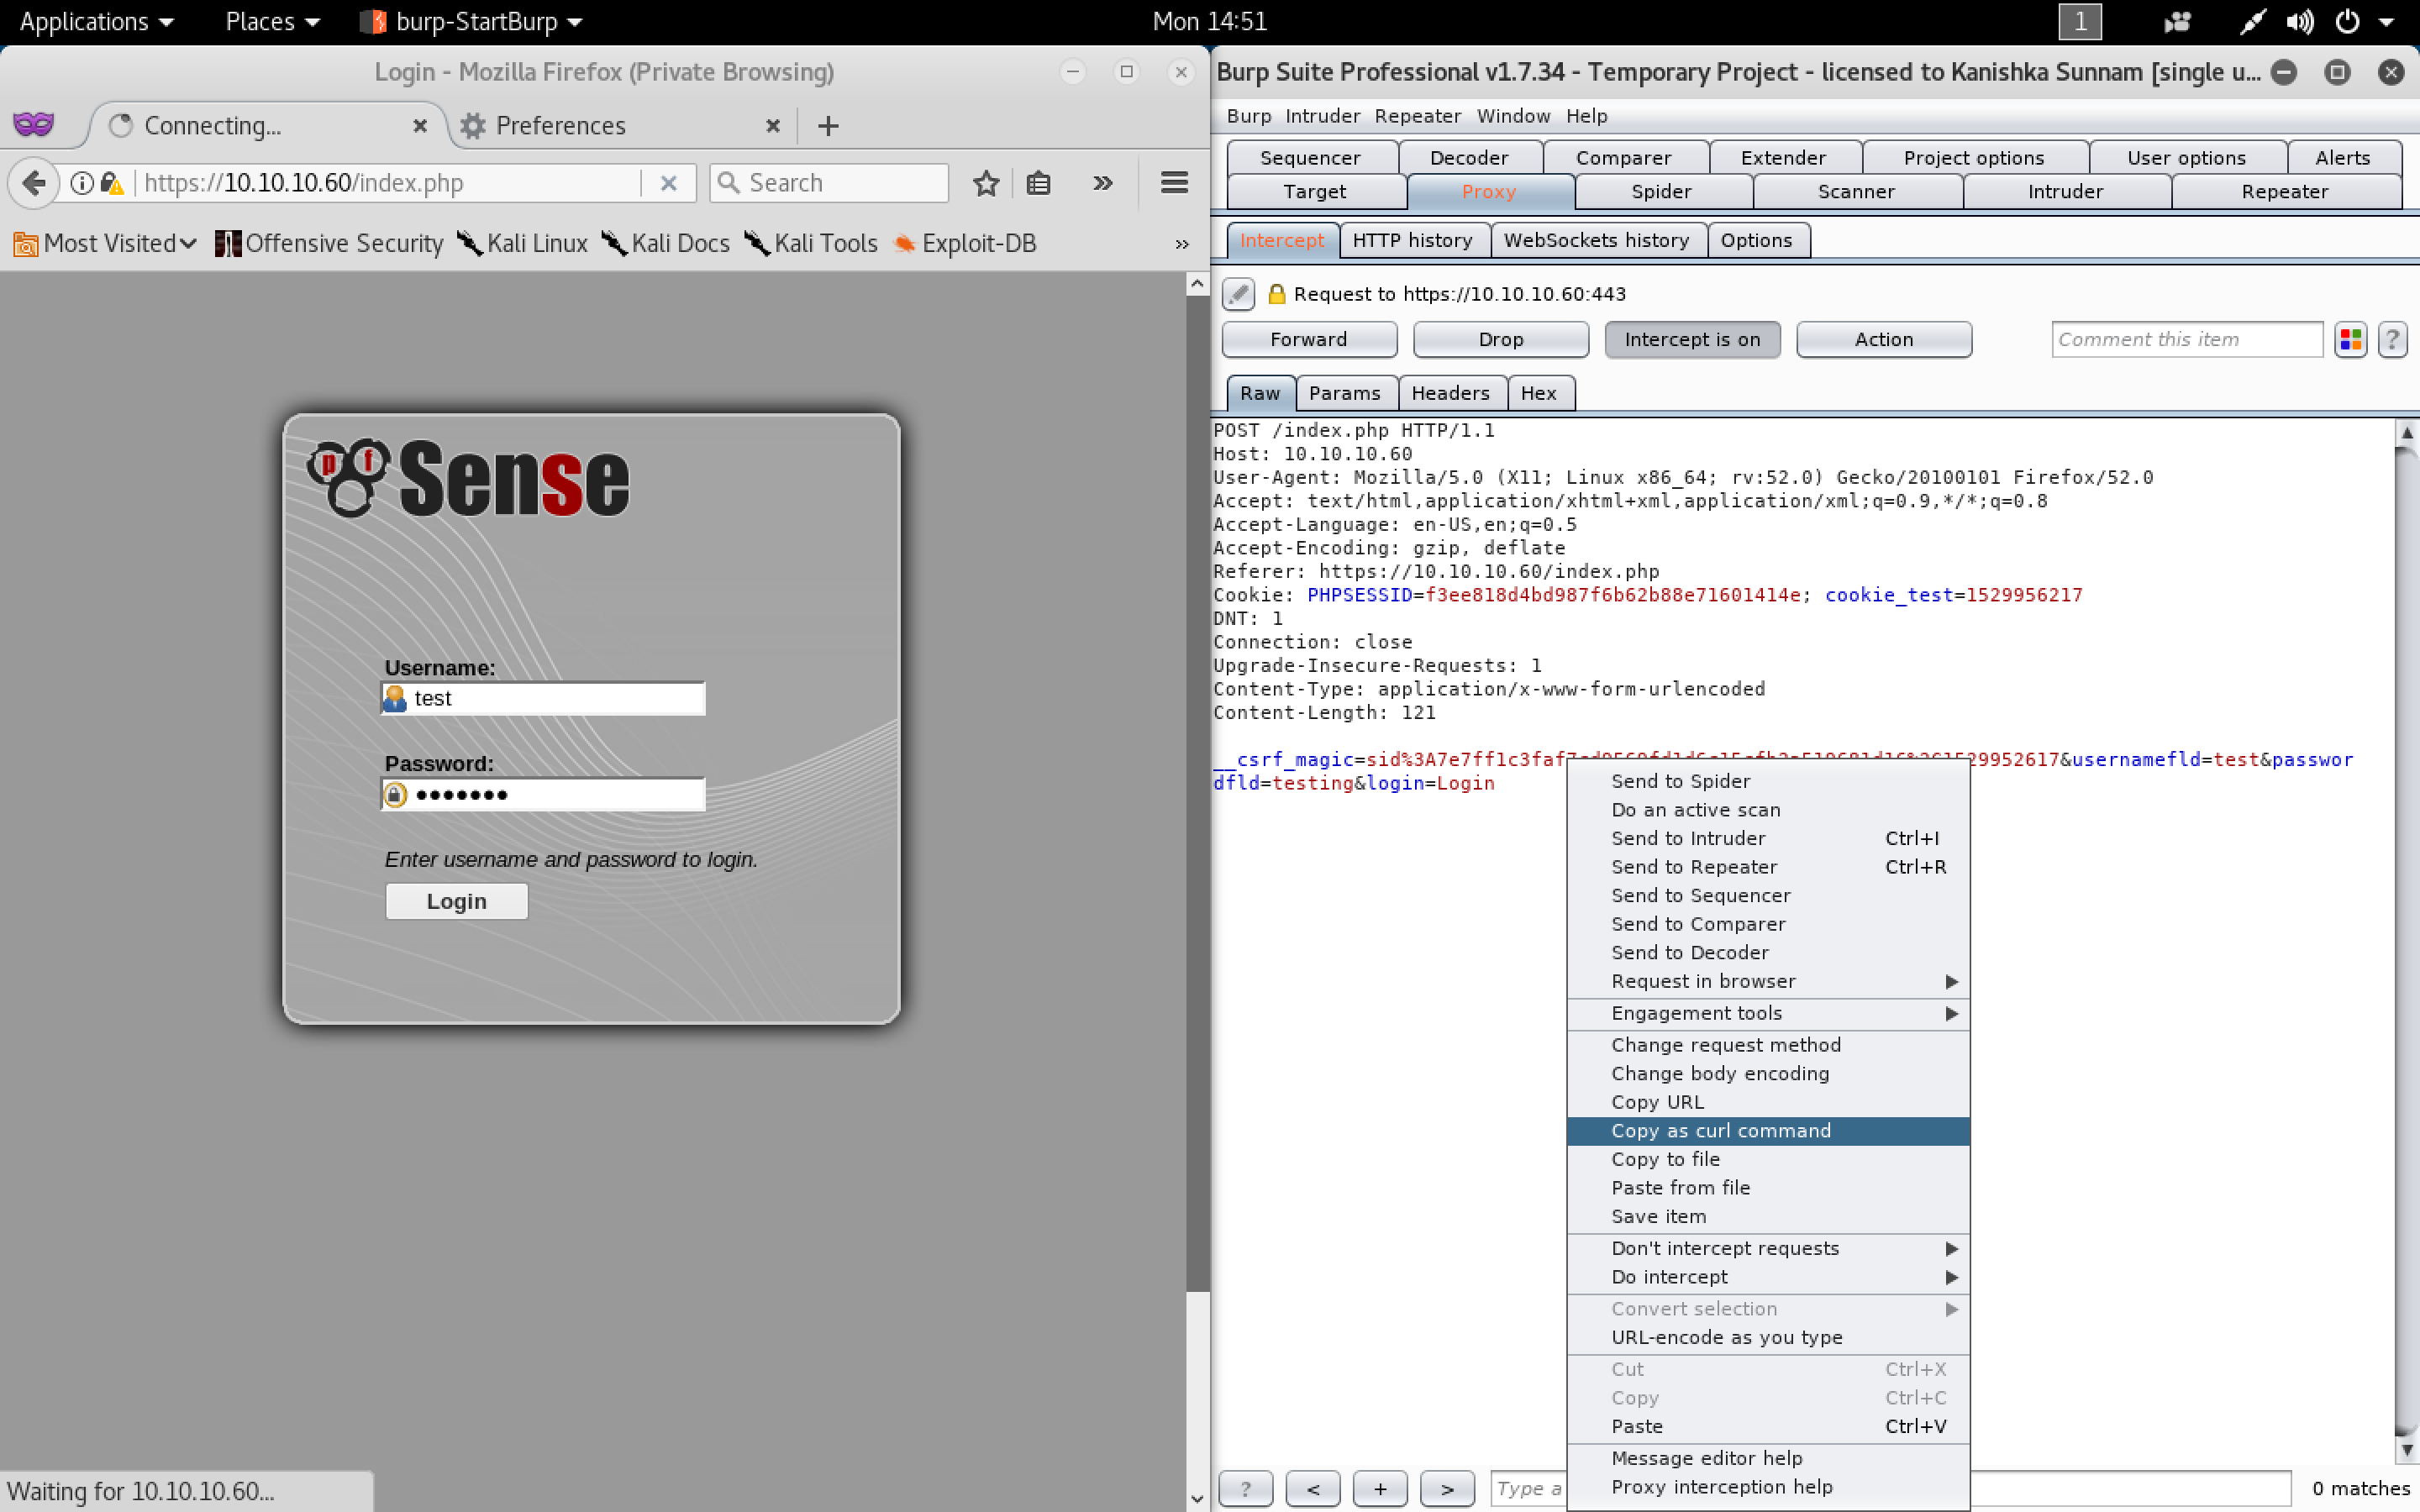 Applications Places burp-StartBurp Mon 14:51 1
Login - Mozilla Firefox (Private Browsing)
Connecting... Preferences
https://10.10.10.60/index.php Search
Most Visited Offensive Security Kali Linux Kali Docs Kali Tools Exploit-DB »
pf Sense
Username:
test
Password:
•••••••
Enter username and password to login.
Login
Waiting for 10.10.10.60...
Burp Suite Professional v1.7.34 - Temporary Project - licensed to Kanishka Sunnam [single u...
Burp Intruder Repeater Window Help
Sequencer Decoder Comparer Extender Project options User options Alerts
Target Proxy Spider Scanner Intruder Repeater
Intercept HTTP history WebSockets history Options
Request to https://10.10.10.60:443
Forward Drop Intercept is on Action Comment this item ?
Raw Params Headers Hex
POST /index.php HTTP/1.1
Host: 10.10.10.60
User-Agent: Mozilla/5.0 (X11; Linux x86_64; rv:52.0) Gecko/20100101 Firefox/52.0
Accept: text/html,application/xhtml+xml,application/xml;q=0.9,*/*;q=0.8
Accept-Language: en-US,en;q=0.5
Accept-Encoding: gzip, deflate
Referer: https://10.10.10.60/index.php
Cookie: PHPSESSID=f3ee818d4bd987f6b62b88e71601414e; cookie_test=1529956217
DNT: 1
Connection: close
Upgrade-Insecure-Requests: 1
Content-Type: application/x-www-form-urlencoded
Content-Length: 121
__csrf_magic=sid%3A7e7ff1c3faf 29952617&usernamefld=test&passwor
dfld=testing&login=Login
Send to Spider
Do an active scan
Send to Intruder Ctrl+I
Send to Repeater Ctrl+R
Send to Sequencer
Send to Comparer
Send to Decoder
Request in browser
Engagement tools
Change request method
Change body encoding
Copy URL
Copy as curl command
Copy to file
Paste from file
Save item
Don't intercept requests
Do intercept
Convert selection
URL-encode as you type
Cut Ctrl+X
Copy Ctrl+C
Paste Ctrl+V
Message editor help
Proxy interception help
? < + > Type a 0 matches